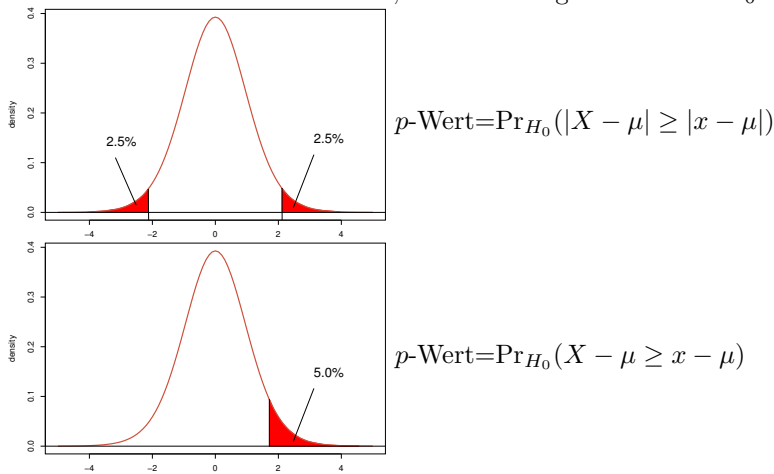 0.4
0.3
0.2
0.1
0.0
density
2.5%
2.5%
−4 −2 0 2 4
p-Wert=Pr_{H_0}(|X − μ| ≥ |x − μ|)
0.4
0.3
0.2
0.1
0.0
density
5.0%
−4 −2 0 2 4
p-Wert=Pr_{H_0}(X − μ ≥ x − μ)